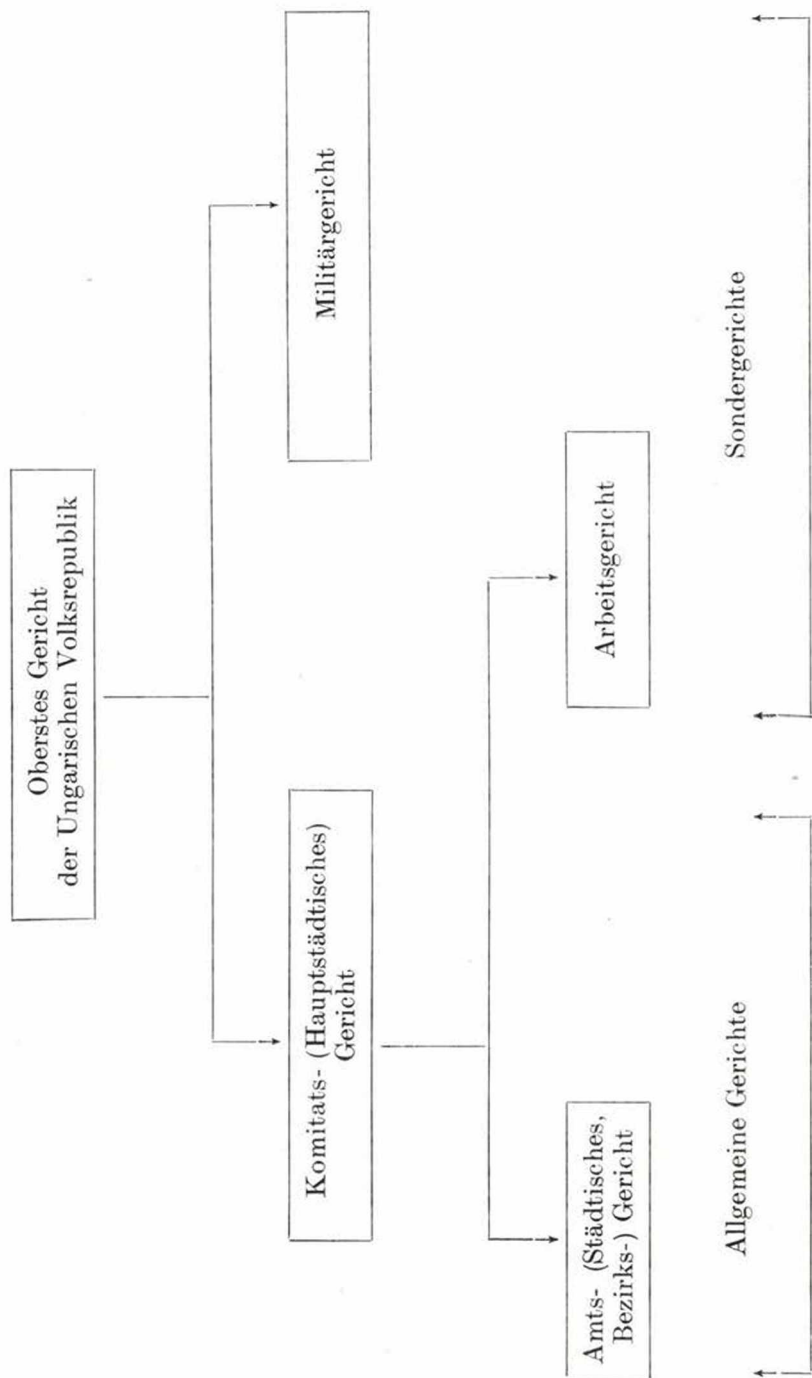 Oberstes Gericht
der Ungarischen Volksrepublik
Komitats- (Hauptstädtisches)
Gericht
Militärgericht
Amts- (Städtisches,
Bezirks-) Gericht
Arbeitsgericht
Allgemeine Gerichte
Sondergerichte